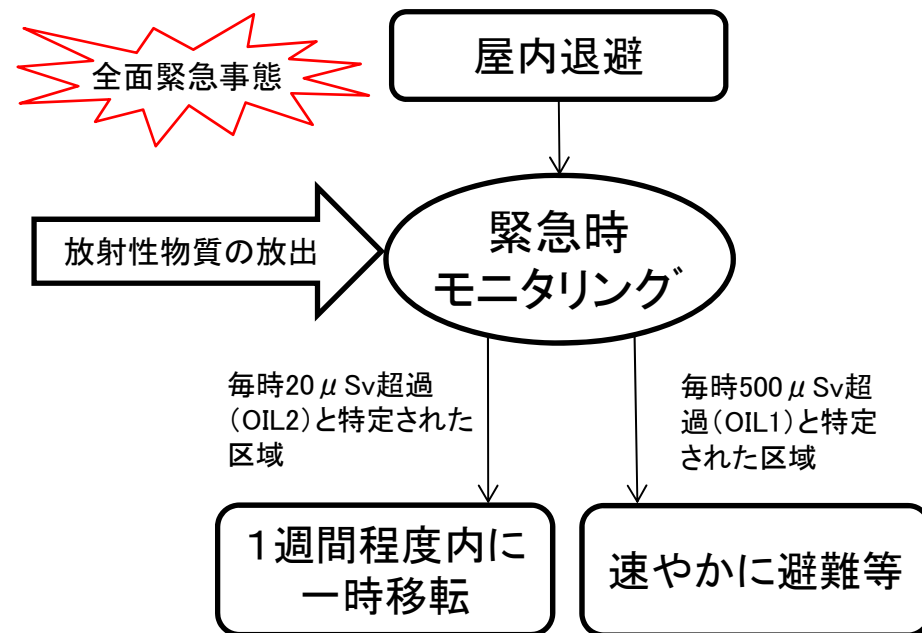 全面緊急事態
屋内退避
放射性物質の放出
緊急時
モニタリング
毎時20μSv超過
(OIL2)と特定された
区域
毎時500μSv超
過(OIL1)と特定
された区域
1週間程度内に
一時移転
速やかに避難等